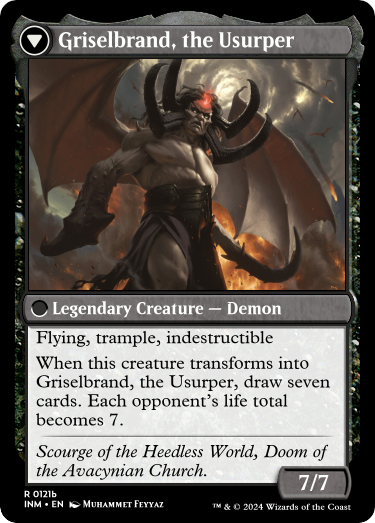 Griselbrand, the Usurper
Legendary Creature — Demon
Flying, trample, indestructible
When this creature transforms into
Griselbrand, the Usurper, draw seven
cards. Each opponent's life total
becomes 7.
Scourge of the Heedless World, Doom of
the Avacynian Church.
7/7
R 0121b
INM • EN Muhammet Feyyaz
™ & © 2024 Wizards of the Coast